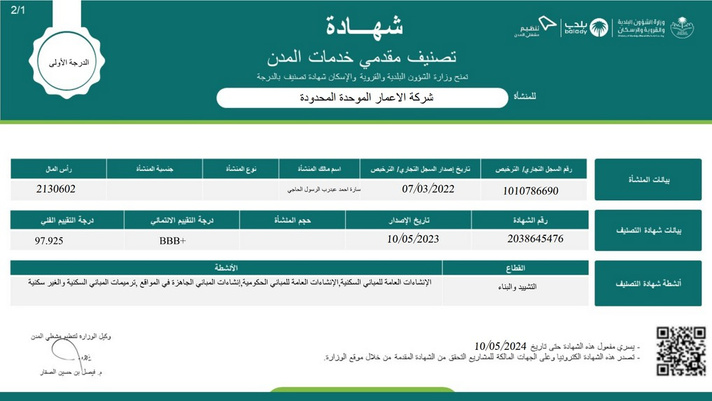 2/1
وزارة الشؤون البلدية
والقروية والإسكان
بلدي
balady
تنظيم
مشغلي المدن
شهـــادة
الدرجة الأولى
تصنيف مقدمي خدمات المدن
تمنح وزارة الشؤون البلدية والقروية والإسكان شهادة تصنيف بالدرجة
للمنشأة شركة الاعمار الموحدة المحدودة
بيانات المنشأة
رقم السجل التجاري/ الترخيص تاريخ إصدار السجل التجاري/ الترخيص اسم مالك المنشأة نوع المنشأة جنسية المنشأة رأس المال
1010786690 07/03/2022 سارة احمد عبدرب الرسول الحاجي 2130602
بيانات شهادة التصنيف
رقم الشهادة تاريخ الإصدار حجم المنشأة درجة التقييم الائتماني درجة التقييم الفني
2038645476 10/05/2023 BBB+ 97.925
أنشطة شهادة التصنيف
القطاع الأنشطة
التشييد والبناء الإنشاءات العامة للمباني السكنية,الإنشاءات العامة للمباني الحكومية,إنشاءات المباني الجاهزة في المواقع ,ترميمات المباني السكنية والغير سكنية
- يسري مفعول هذه الشهادة حتى تاريخ 10/05/2024
- تصدر هذه الشهادة الكترونيا وعلى الجهات المالكة للمشاريع التحقق من الشهادة المقدمة من خلال موقع الوزارة.
وكيل الوزارة لتنظيم مشغلي المدن
م. فيصل بن حسين الصفار